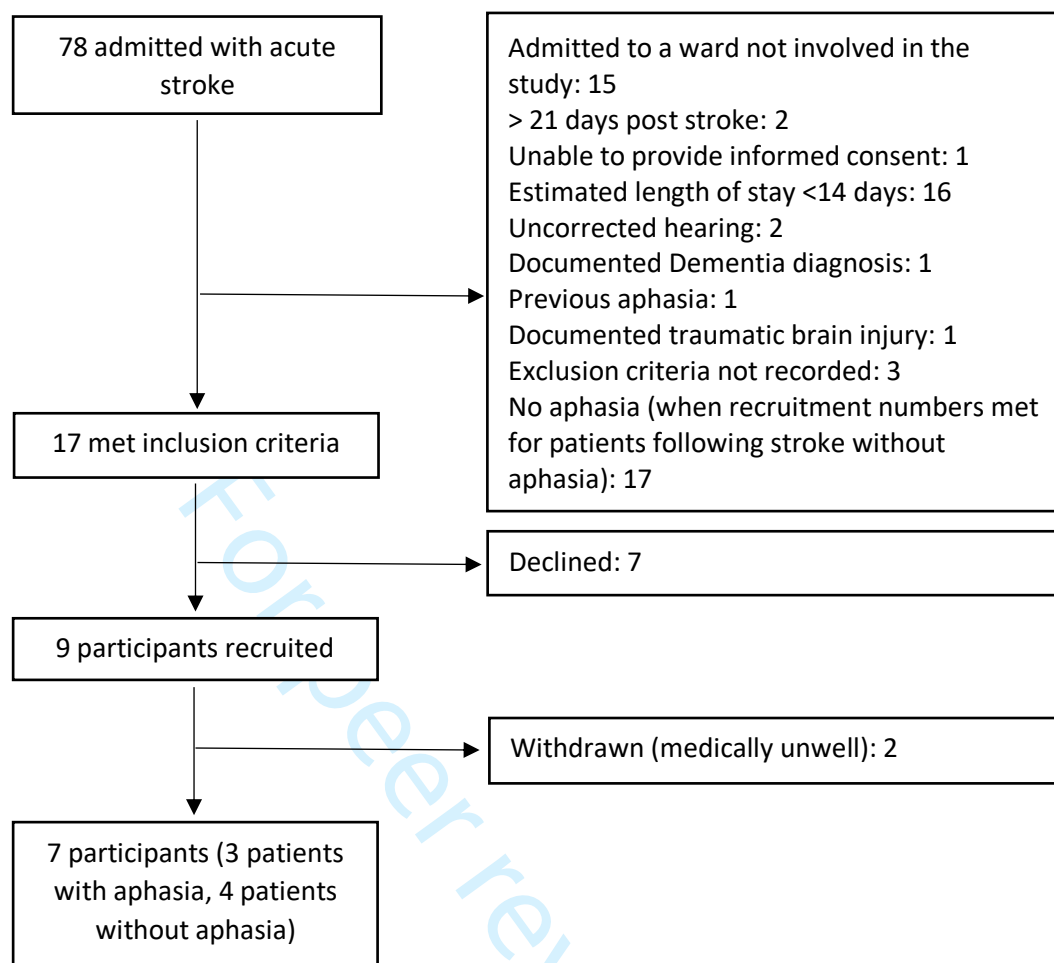 78 admitted with acute
stroke
Admitted to a ward not involved in the
study: 15
> 21 days post stroke: 2
Unable to provide informed consent: 1
Estimated length of stay <14 days: 16
Uncorrected hearing: 2
Documented Dementia diagnosis: 1
Previous aphasia: 1
Documented traumatic brain injury: 1
Exclusion criteria not recorded: 3
No aphasia (when recruitment numbers met
for patients following stroke without
aphasia): 17
17 met inclusion criteria
Declined: 7
9 participants recruited
Withdrawn (medically unwell): 2
7 participants (3 patients
with aphasia, 4 patients
without aphasia)
For peer rev